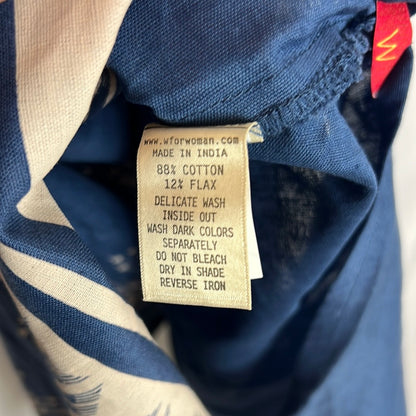 www.wforwoman.com
MADE IN INDIA
88% COTTON
12% FLAX
DELICATE WASH
INSIDE OUT
WASH DARK COLORS
SEPARATELY
DO NOT BLEACH
DRY IN SHADE
REVERSE IRON
W